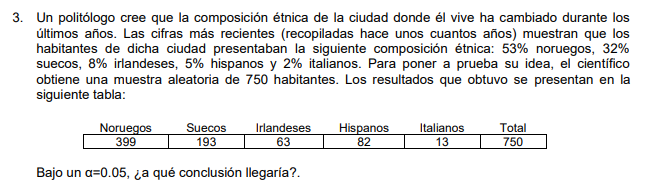 3. Un politólogo cree que la composición étnica de la ciudad donde él vive ha cambiado durante los
últimos años. Las cifras más recientes (recopiladas hace unos cuantos años) muestran que los
habitantes de dicha ciudad presentaban la siguiente composición étnica: 53% noruegos, 32%
suecos, 8% irlandeses, 5% hispanos y 2% italianos. Para poner a prueba su idea, el científico
obtiene una muestra aleatoria de 750 habitantes. Los resultados que obtuvo se presentan en la
siguiente tabla:
Noruegos Suecos Irlandeses Hispanos Italianos Total
399 193 63 82 13 750
Bajo un α=0.05, ¿a qué conclusión llegaría?.